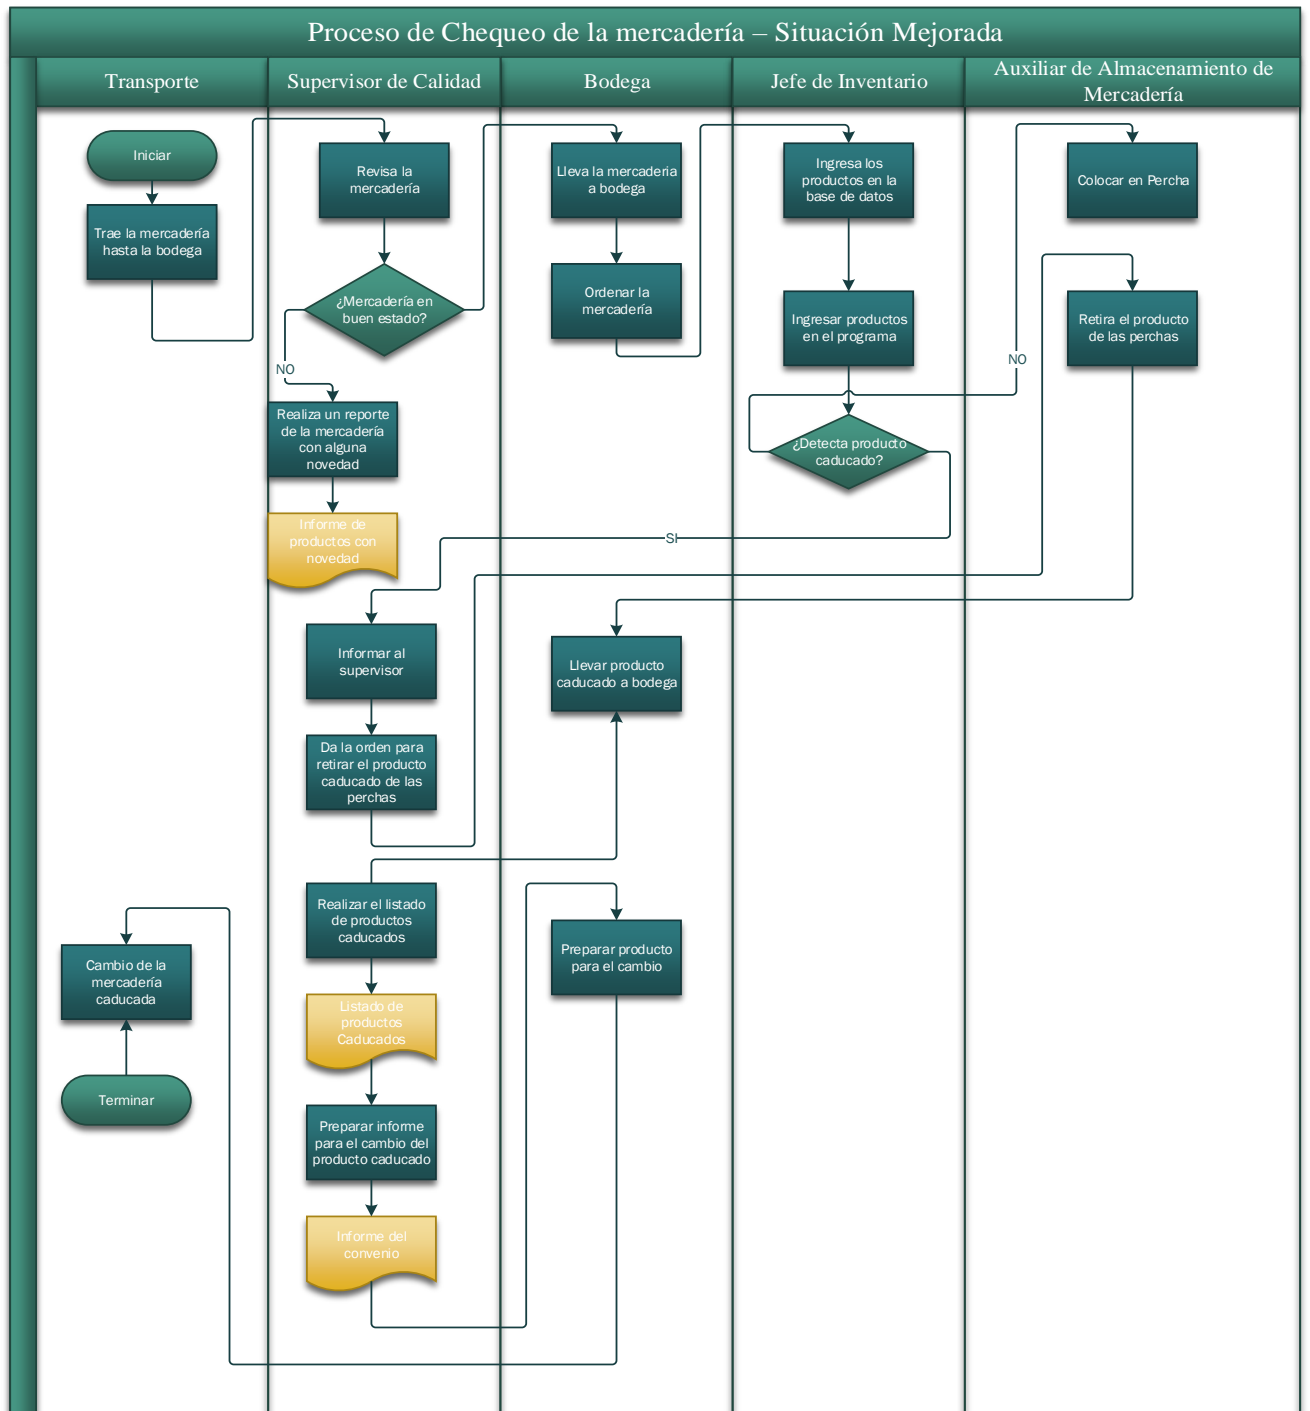 Proceso de Chequeo de la mercadería – Situación Mejorada
Transporte
Supervisor de Calidad
Bodega
Jefe de Inventario
Auxiliar de Almacenamiento de
Mercadería
Iniciar
Trae la mercadería
hasta la bodega
Revisa la
mercadería
¿Mercadería en
buen estado?
NO
Realiza un reporte
de la mercadería
con alguna
novedad
Informe de
productos con
novedad
Lleva la mercaderia
a bodega
Ordenar la
mercadería
Ingresa los
productos en la
base de datos
Ingresar productos
en el programa
¿Detecta producto
caducado?
NO
SI
Colocar en Percha
Retira el producto
de las perchas
Informar al
supervisor
Da la orden para
retirar el producto
caducado de las
perchas
Llevar producto
caducado a bodega
Realizar el listado
de productos
caducados
Listado de
productos
Caducados
Preparar informe
para el cambio del
producto caducado
Informe del
convenio
Preparar producto
para el cambio
Cambio de la
mercadería
caducada
Terminar